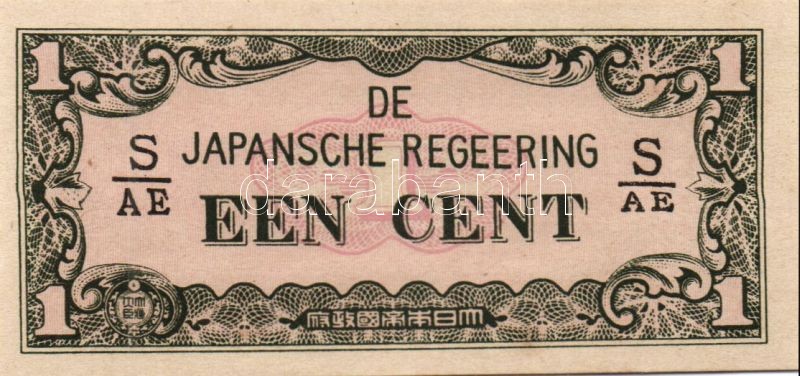 1 1
DE
JAPANSCHE REGEERING
S/AE S/AE
EEN CENT
darabanth
1 1
府政國帝本日大